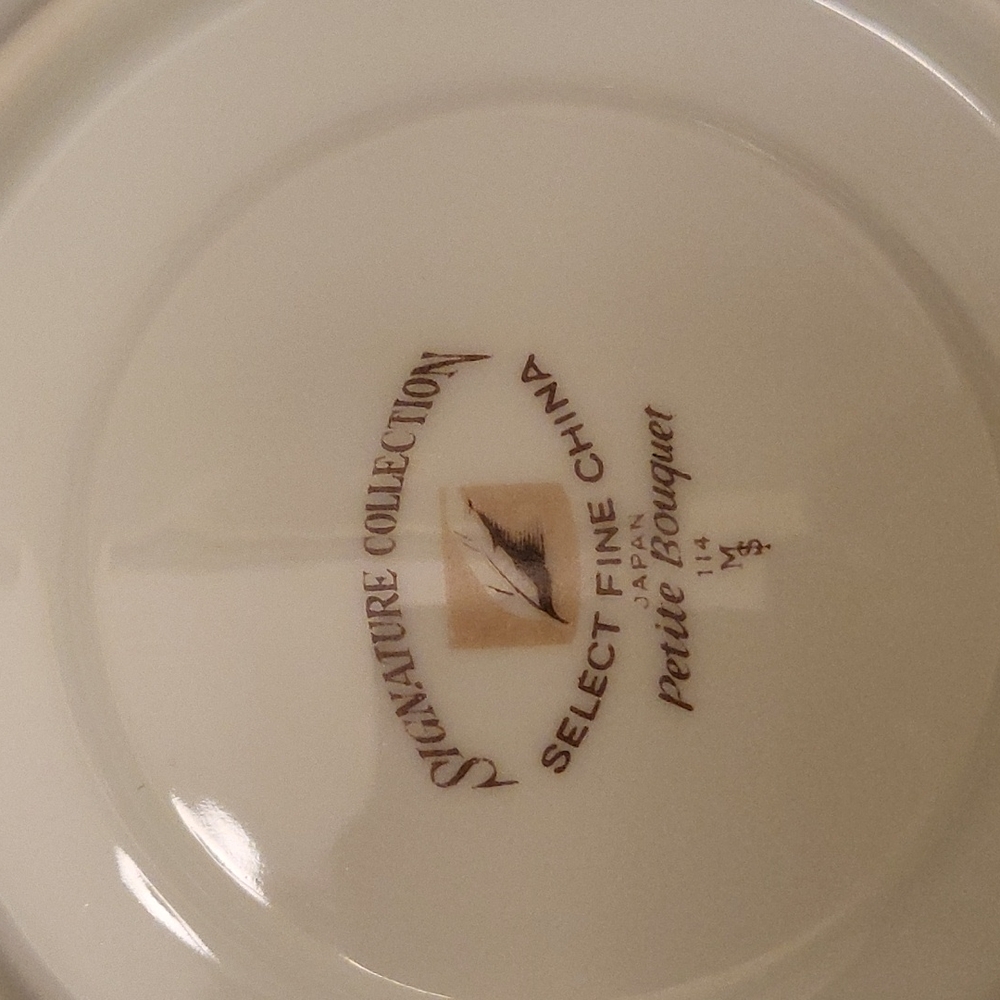 SIGNATURE COLLECTION
SELECT FINE CHINA
JAPAN
Petite Bouquet
114